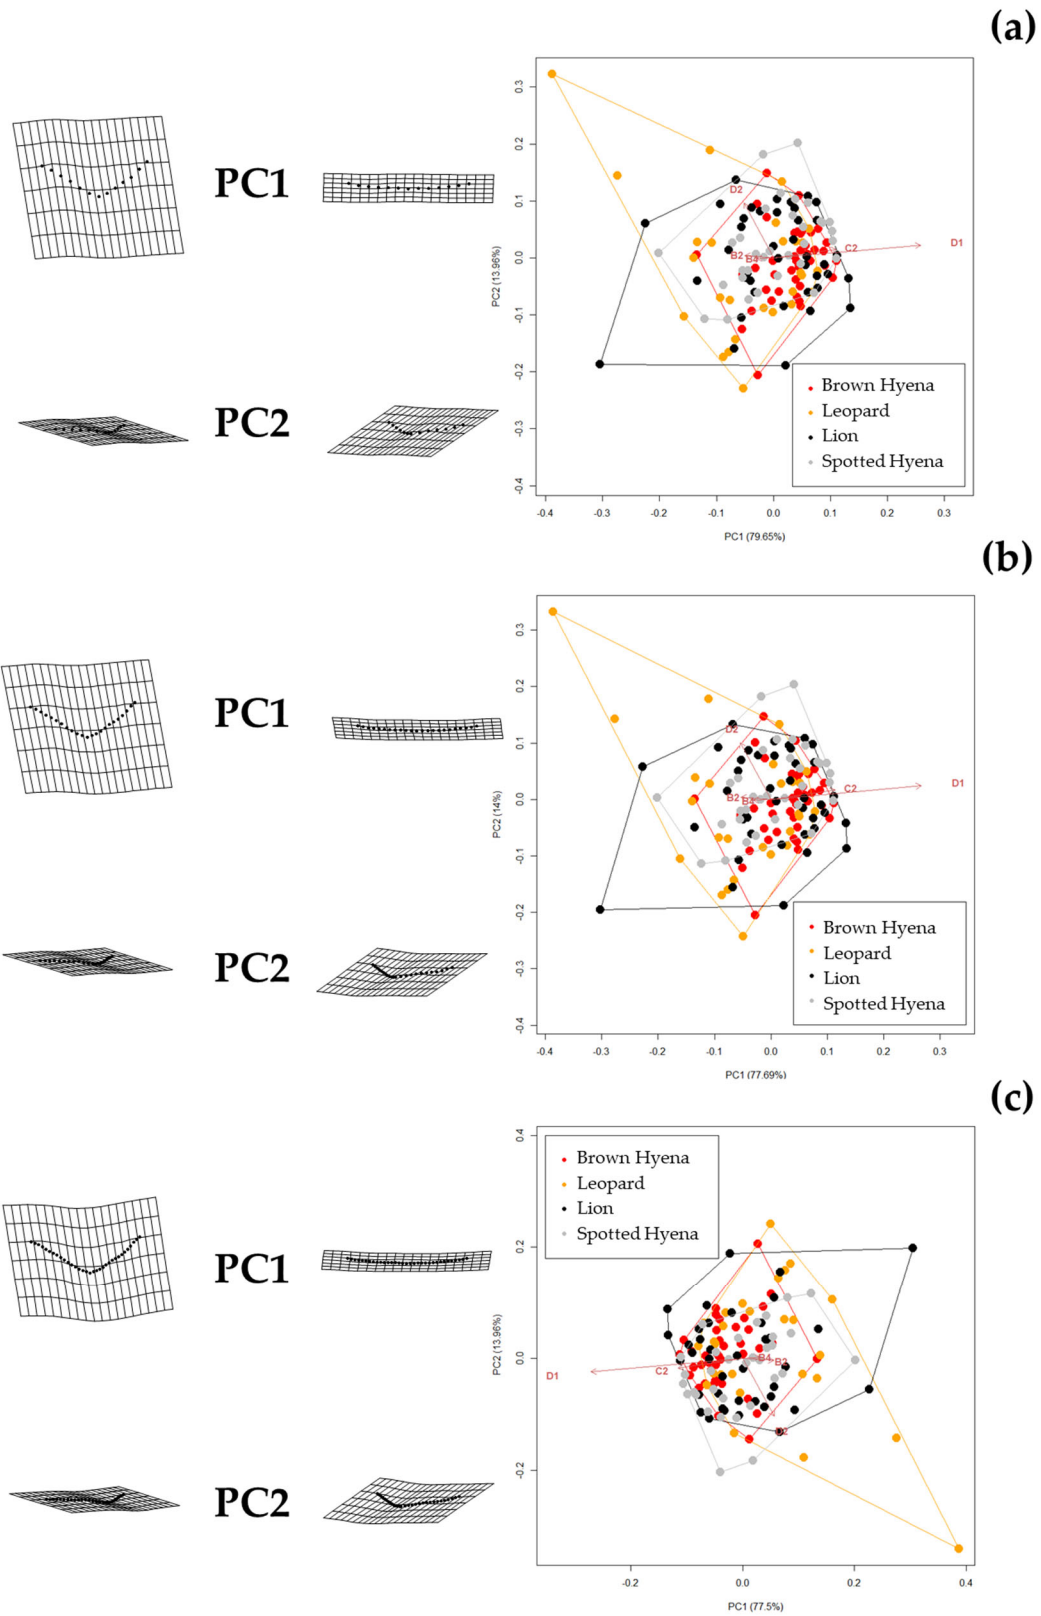 (a)
PC1
PC2
PC2 (13.96%)
0.3
0.2
0.1
0.0
-0.1
-0.2
-0.3
-0.4
D2
B2
B4
C2
D1
Brown Hyena
Leopard
Lion
Spotted Hyena
-0.4 -0.3 -0.2 -0.1 0.0 0.1 0.2 0.3
PC1 (79.65%)
(b)
PC1
PC2
PC2 (14%)
0.3
0.2
0.1
0.0
-0.1
-0.2
-0.3
-0.4
D2
B2
B4
C2
D1
Brown Hyena
Leopard
Lion
Spotted Hyena
-0.4 -0.3 -0.2 -0.1 0.0 0.1 0.2 0.3
PC1 (77.69%)
(c)
PC1
PC2
PC2 (13.96%)
0.4
0.2
0.0
-0.2
Brown Hyena
Leopard
Lion
Spotted Hyena
D1
C2
B4
B2
D2
-0.2 0.0 0.2 0.4
PC1 (77.5%)